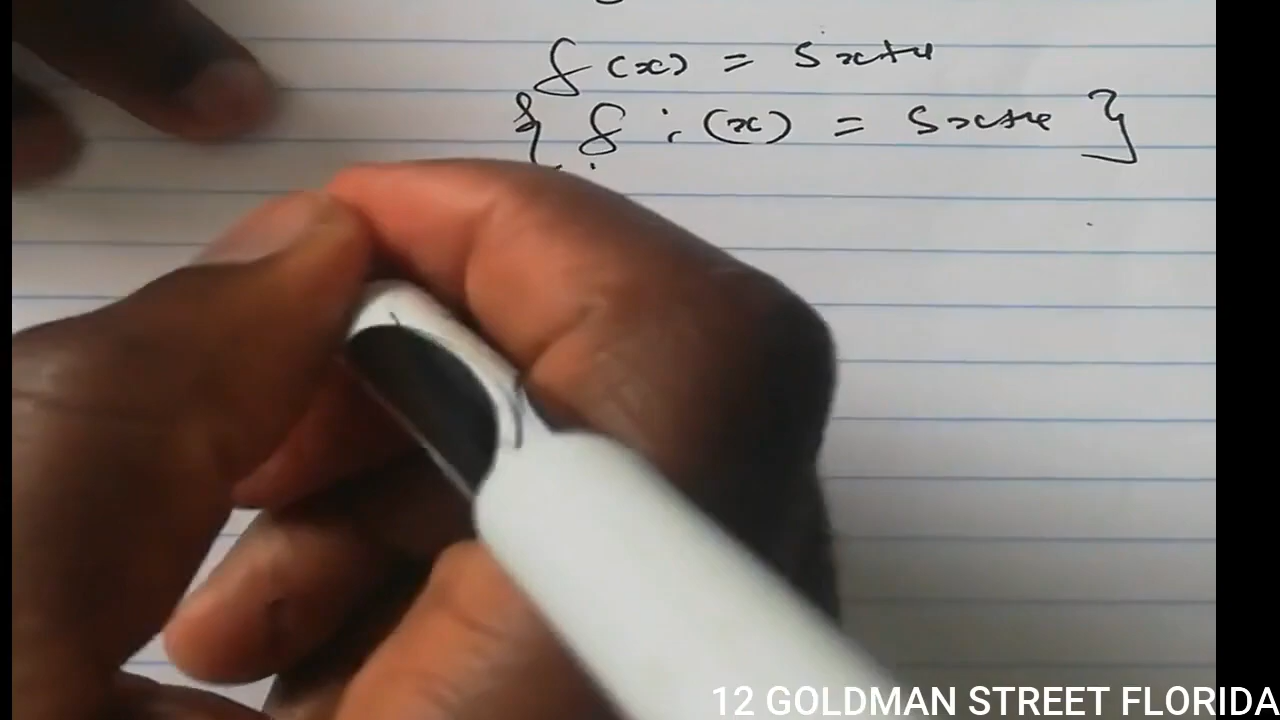 f(x) = 5x+4
{ f : (x) = 5x+4 }
12 GOLDMAN STREET FLORIDA